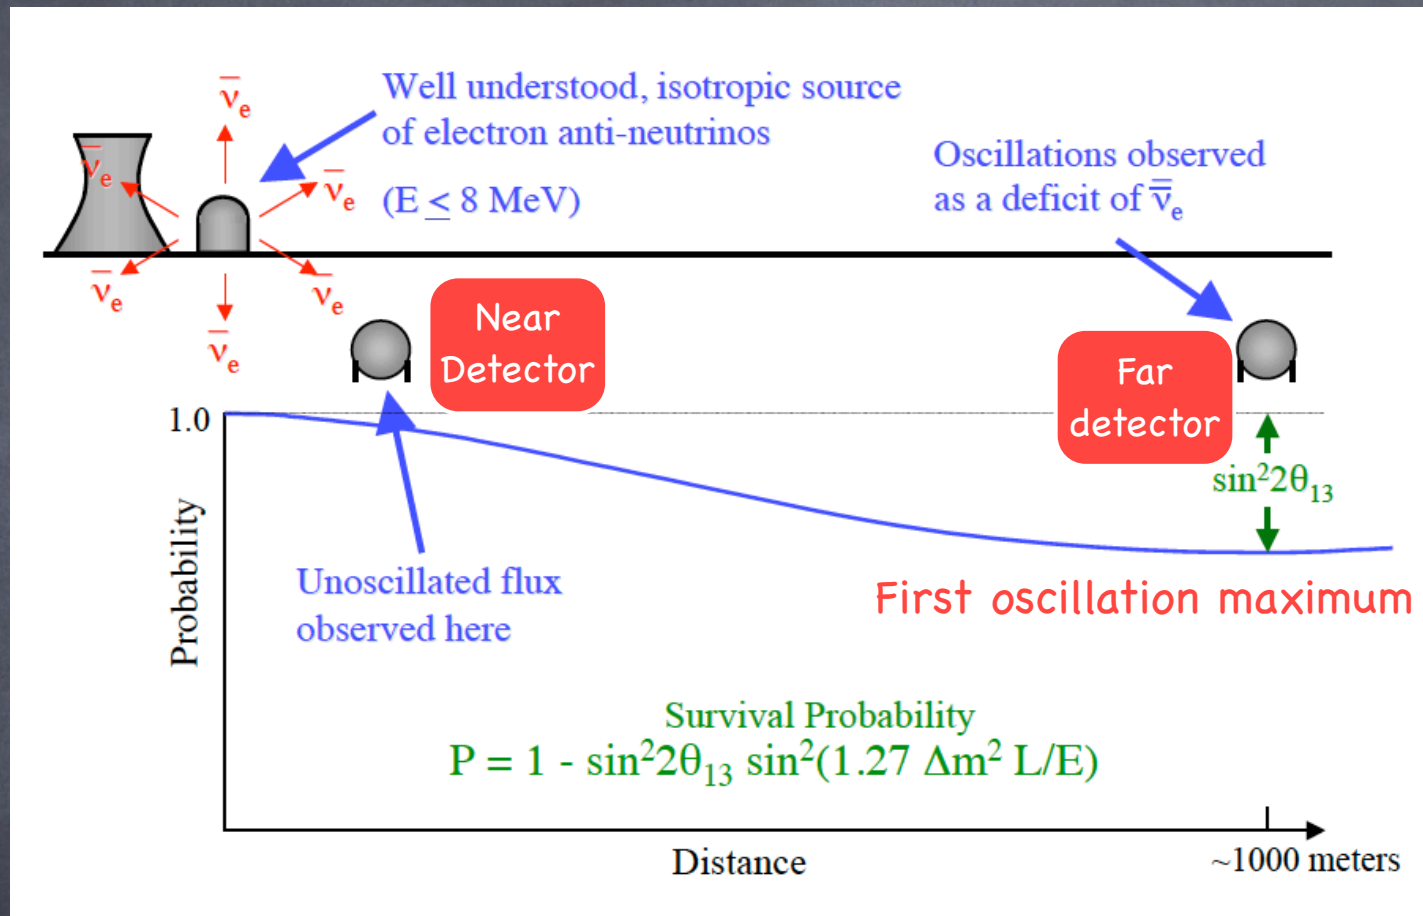 ν̄e
Well understood, isotropic source
of electron anti-neutrinos
(E ≤ 8 MeV)
ν̄e
ν̄e
ν̄e
ν̄e
ν̄e
Oscillations observed
as a deficit of ν̿e
Near
Detector
Far
detector
1.0
sin²2θ₁₃
Probability
Unoscillated flux
observed here
First oscillation maximum
Survival Probability
P = 1 - sin²2θ₁₃ sin²(1.27 Δm² L/E)
Distance
~1000 meters